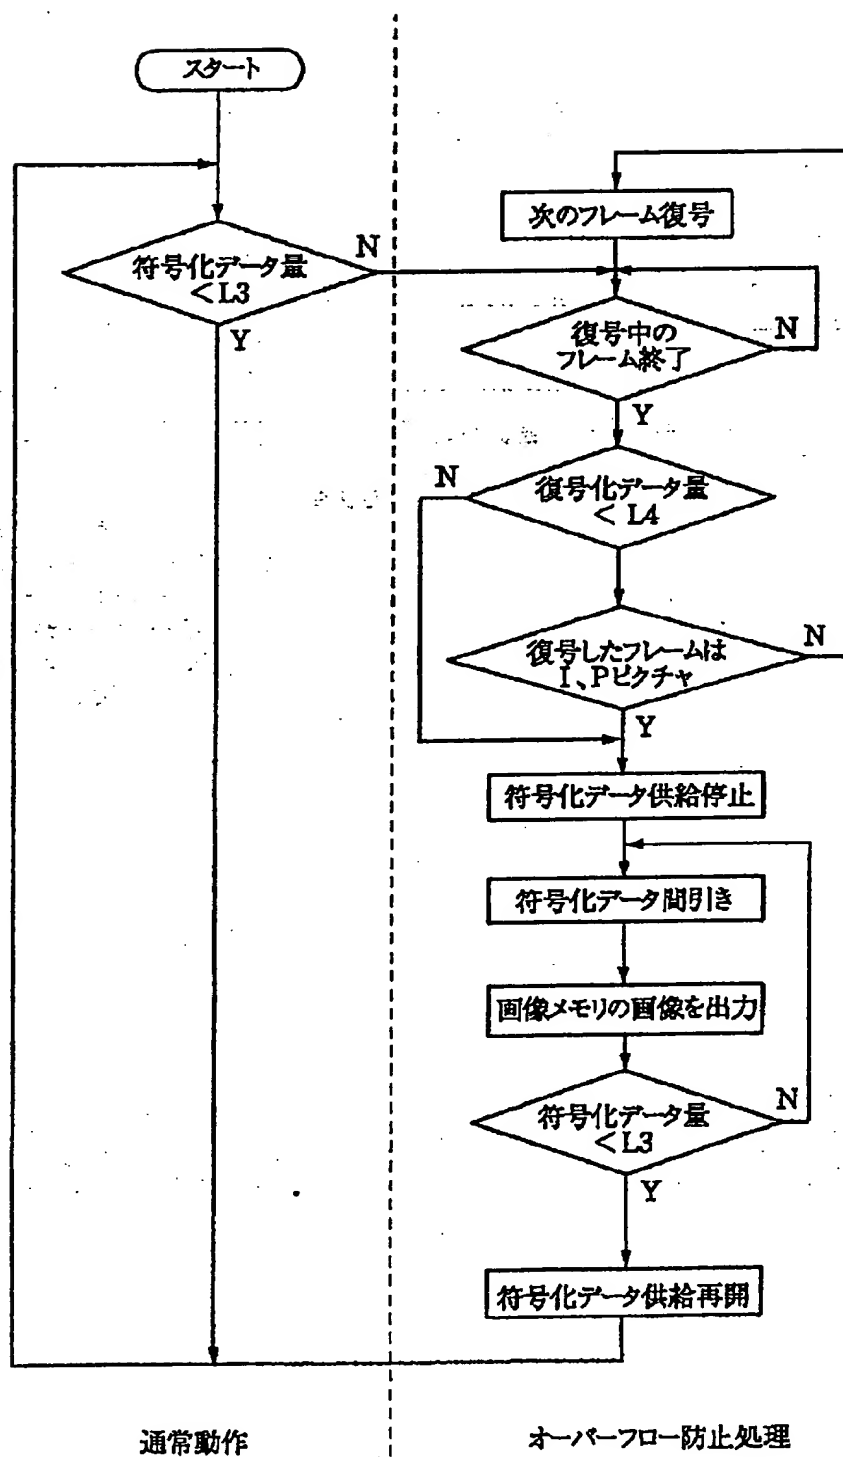 スタート
符号化データ量
<L3
N
Y
次のフレーム復号
復号中の
フレーム終了
N
Y
復号化データ量
< L4
N
復号したフレームは
I、Pピクチャ
N
Y
符号化データ供給停止
符号化データ間引き
画像メモリの画像を出力
符号化データ量
<L3
N
Y
符号化データ供給再開
通常動作
オーバーフロー防止処理